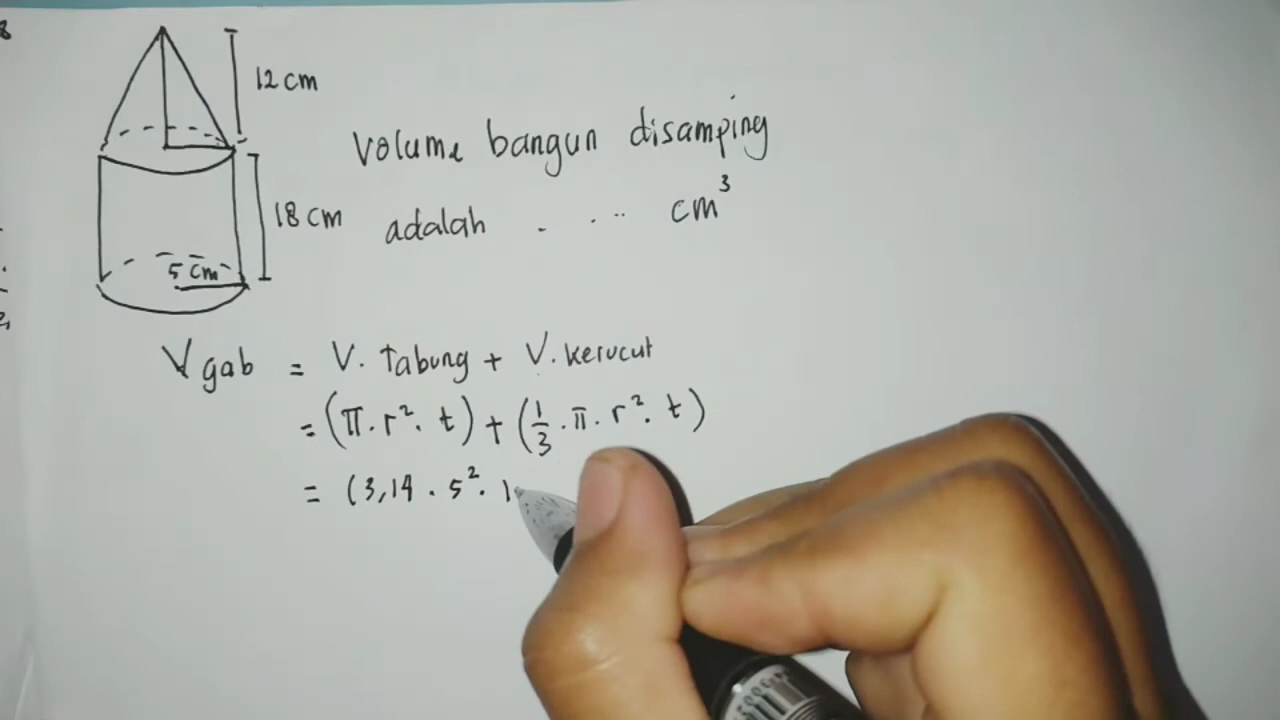 12 cm
Volume bangun disamping
18 cm
adalah . ... cm³
5 cm
V gab = V. Tabung + V. kerucut
= (π . r² . t) + (1/3 . π . r² . t)
= (3,14 . 5² . 1